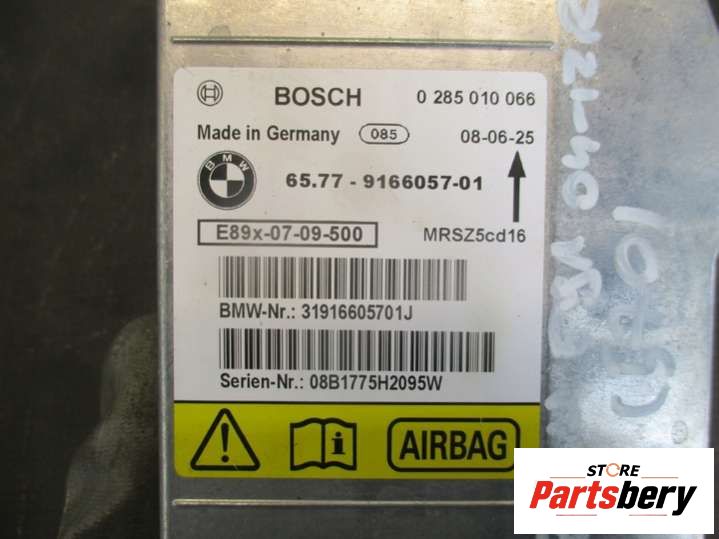 BOSCH 0 285 010 066
Made in Germany 085 08-06-25
BMW
65.77 - 9166057-01
E89x-07-09-500 MRSZ5cd16
BMW-Nr.: 31916605701J
Serien-Nr.: 08B1775H2095W
AIRBAG
STORE
Partsbery